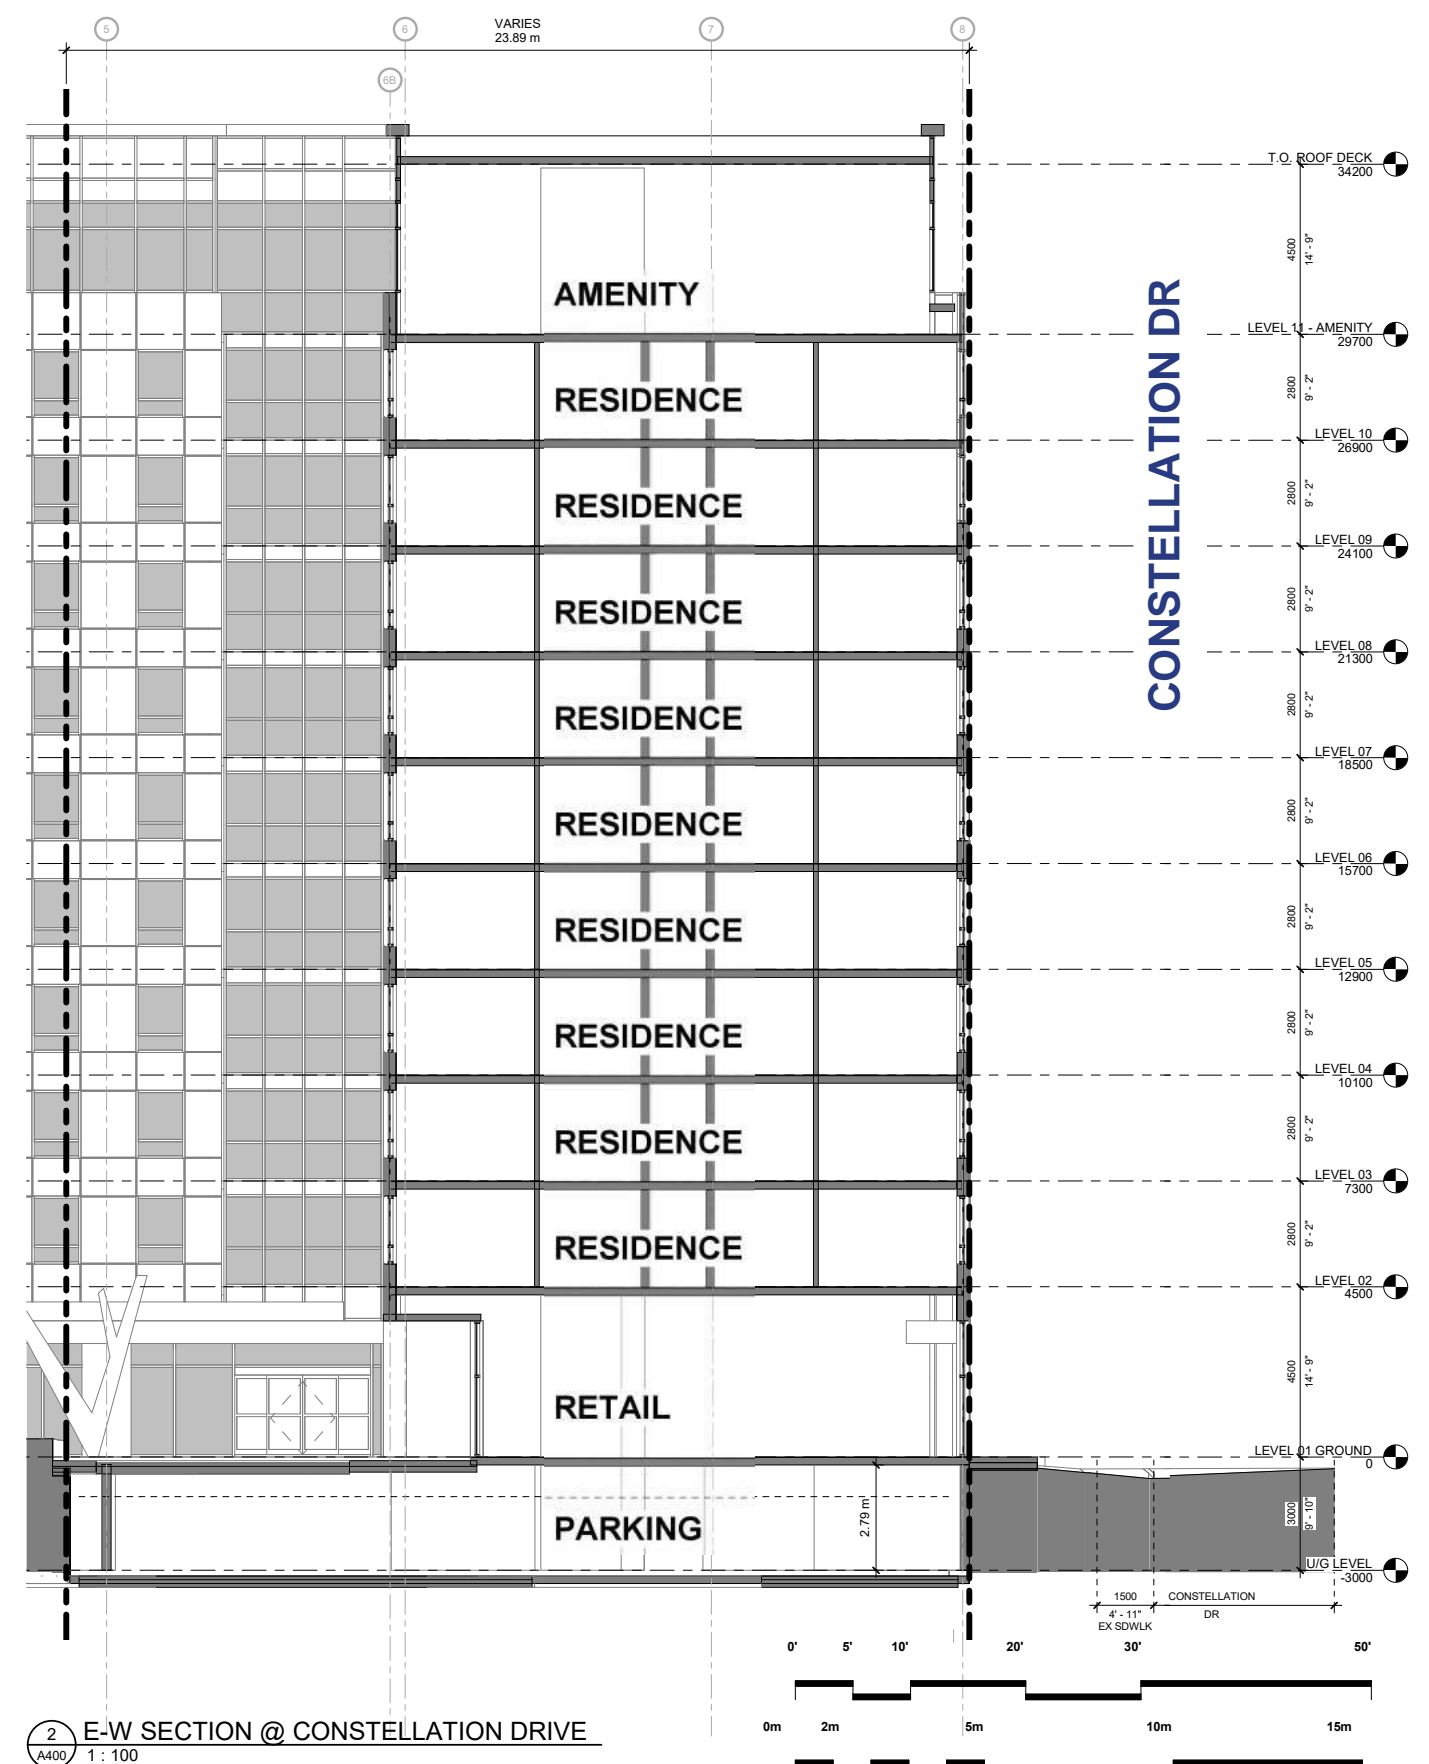 5
6
7
8
VARIES
23.89 m
6B
T.O. ROOF DECK
34200
4500
14' - 9"
AMENITY
CONSTELLATION DR
LEVEL 11 - AMENITY
29700
2800
9' - 2"
RESIDENCE
LEVEL 10
26900
2800
9' - 2"
RESIDENCE
LEVEL 09
24100
2800
9' - 2"
RESIDENCE
LEVEL 08
21300
2800
9' - 2"
RESIDENCE
LEVEL 07
18500
2800
9' - 2"
RESIDENCE
LEVEL 06
15700
2800
9' - 2"
RESIDENCE
LEVEL 05
12900
2800
9' - 2"
RESIDENCE
LEVEL 04
10100
2800
9' - 2"
RESIDENCE
LEVEL 03
7300
2800
9' - 2"
RESIDENCE
LEVEL 02
4500
4500
14' - 9"
RETAIL
LEVEL 01 GROUND
0
2.79 m
3000
9' - 10"
PARKING
U/G LEVEL
-3000
1500
4' - 11"
EX SDWLK
CONSTELLATION
DR
0' 5' 10' 20' 30' 50'
0m 2m 5m 10m 15m
2
A400
E-W SECTION @ CONSTELLATION DRIVE
1 : 100